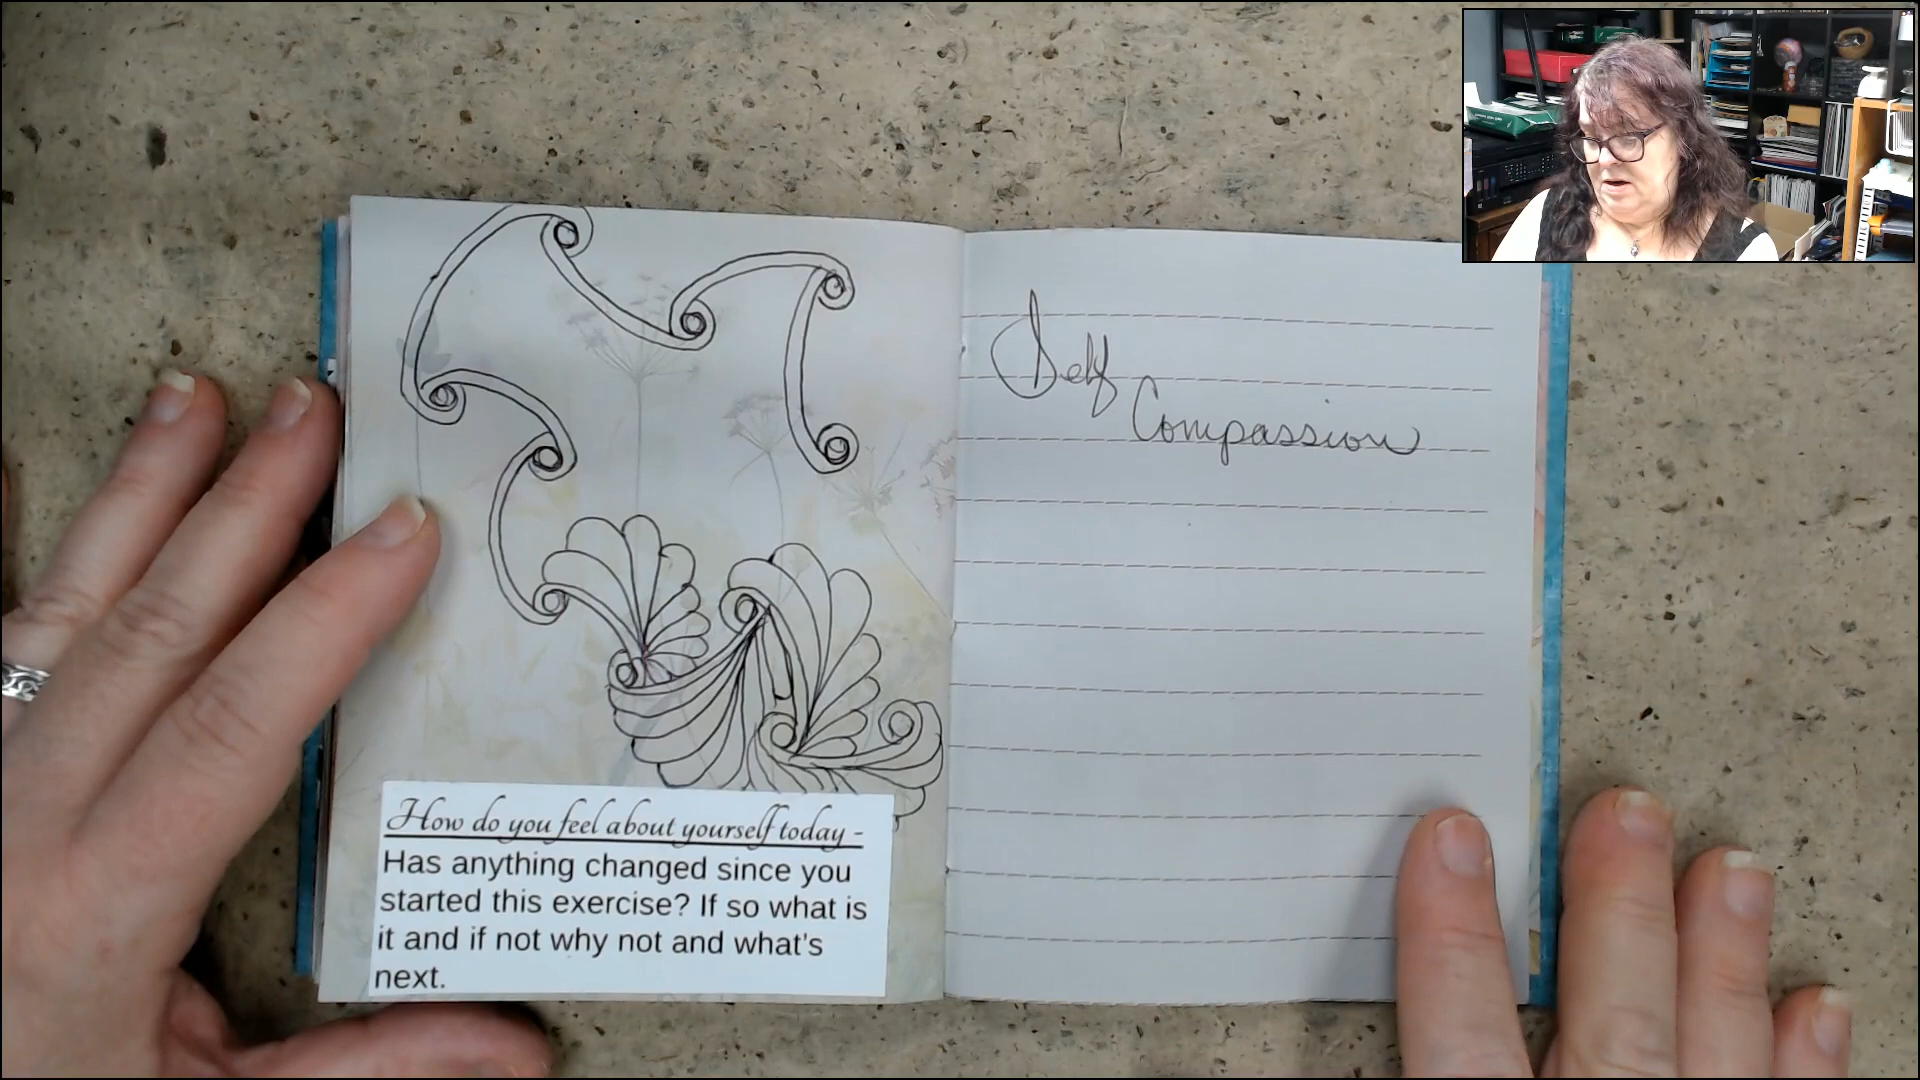 How do you feel about yourself today -
Has anything changed since you
started this exercise? If so what is
it and if not why not and what's
next.
Self
Compassion